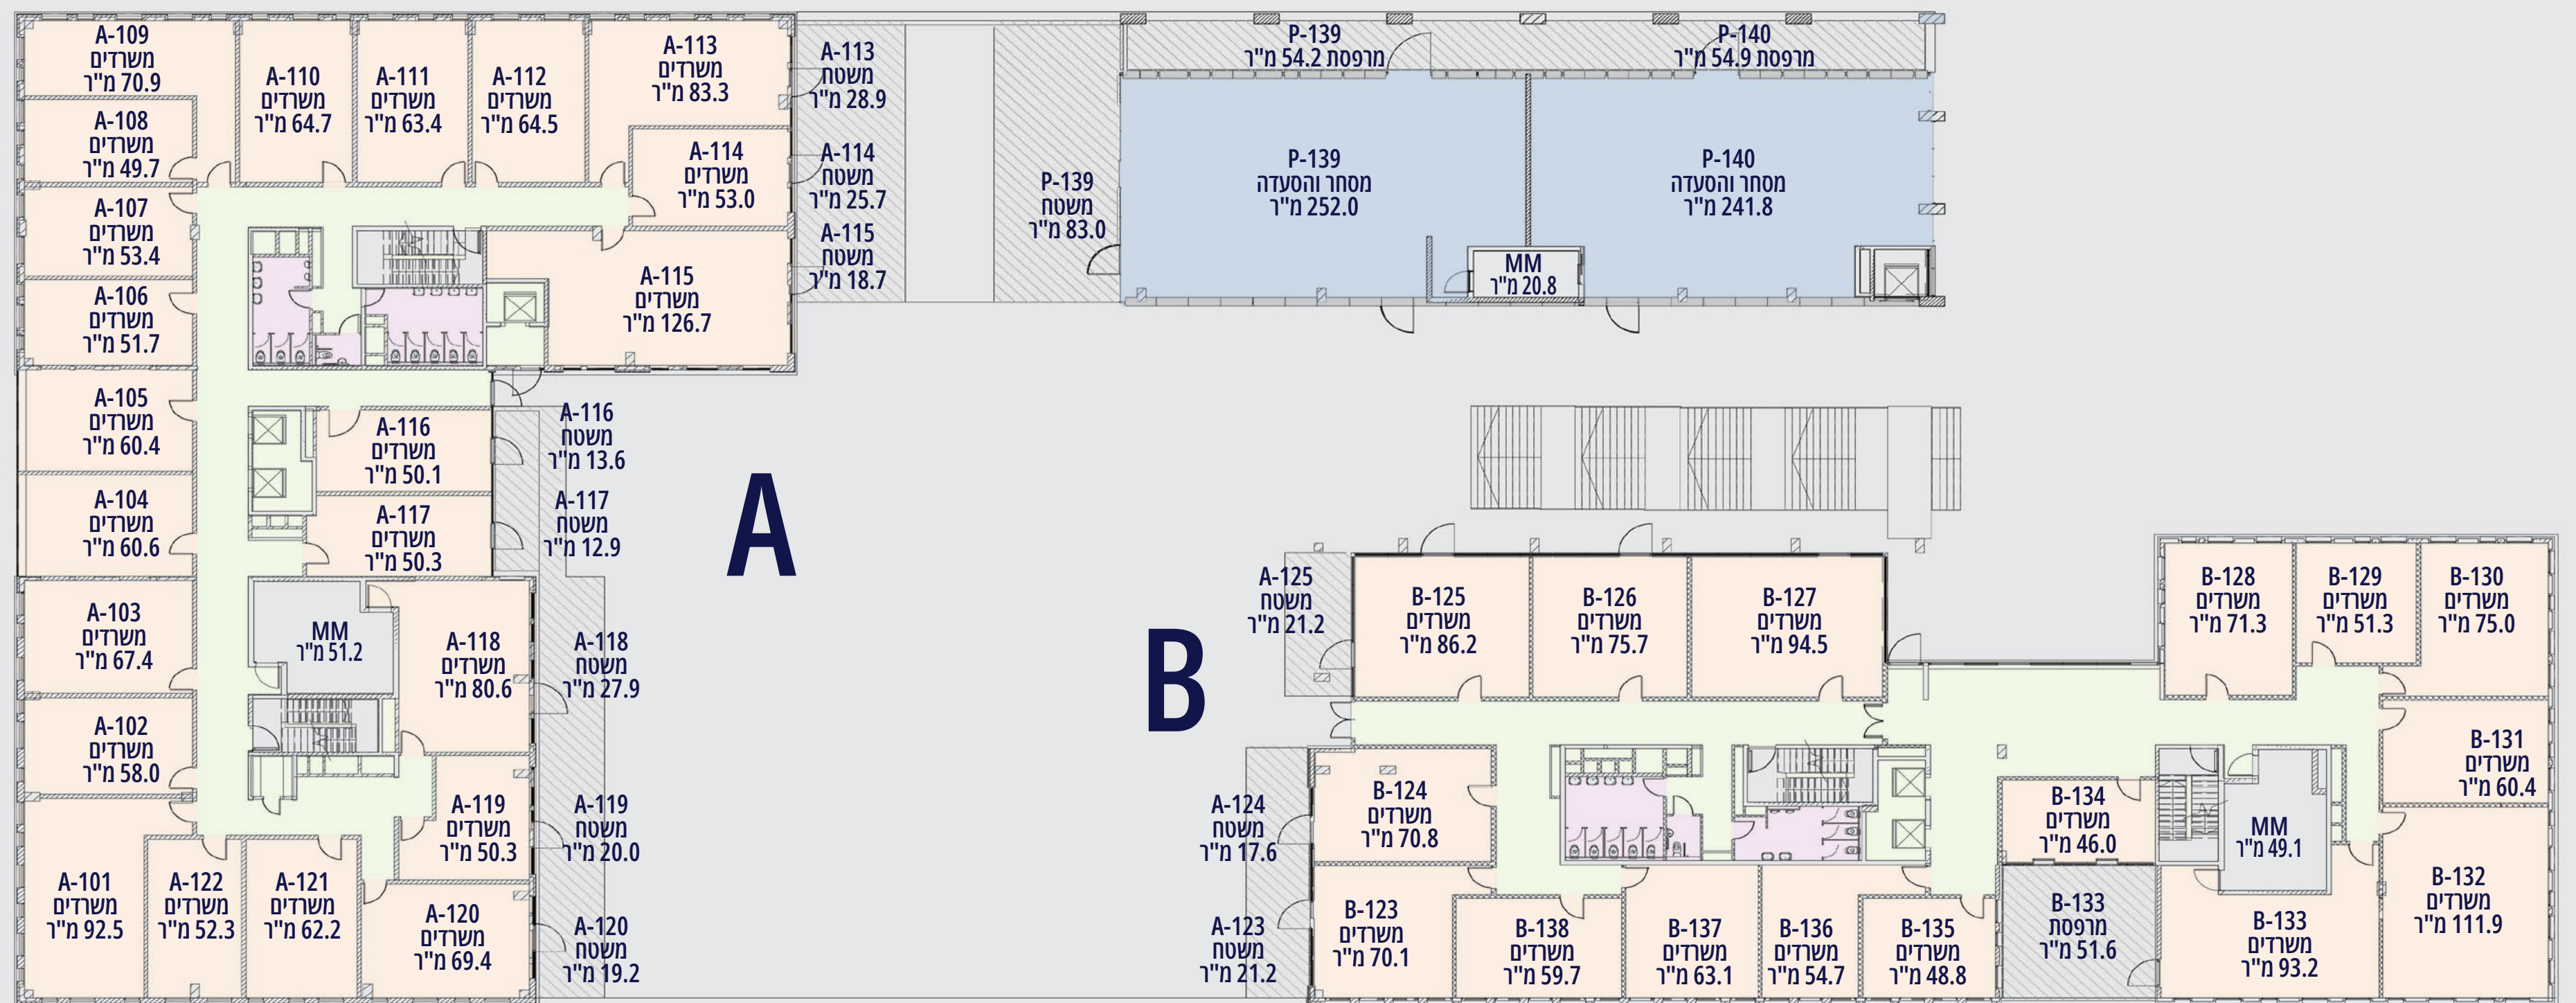 A-109
משרדים
70.9 מ"ר
A-110
משרדים
64.7 מ"ר
A-111
משרדים
63.4 מ"ר
A-112
משרדים
64.5 מ"ר
A-113
משרדים
83.3 מ"ר
A-113
משטח
28.9 מ"ר
A-108
משרדים
49.7 מ"ר
A-114
משרדים
53.0 מ"ר
A-114
משטח
25.7 מ"ר
A-107
משרדים
53.4 מ"ר
A-115
משטח
18.7 מ"ר
A-106
משרדים
51.7 מ"ר
A-115
משרדים
126.7 מ"ר
P-139
מרפסת 54.2 מ"ר
P-140
מרפסת 54.9 מ"ר
P-139
משטח
83.0 מ"ר
P-139
מסחר והסעדה
252.0 מ"ר
P-140
מסחר והסעדה
241.8 מ"ר
MM
20.8 מ"ר
A-105
משרדים
60.4 מ"ר
A-116
משרדים
50.1 מ"ר
A-116
משטח
13.6 מ"ר
A-104
משרדים
60.6 מ"ר
A-117
משרדים
50.3 מ"ר
A-117
משטח
12.9 מ"ר
A
A-103
משרדים
67.4 מ"ר
MM
51.2 מ"ר
A-118
משרדים
80.6 מ"ר
A-118
משטח
27.9 מ"ר
A-102
משרדים
58.0 מ"ר
A-119
משרדים
50.3 מ"ר
A-119
משטח
20.0 מ"ר
A-101
משרדים
92.5 מ"ר
A-122
משרדים
52.3 מ"ר
A-121
משרדים
62.2 מ"ר
A-120
משרדים
69.4 מ"ר
A-120
משטח
19.2 מ"ר
B
A-125
משטח
21.2 מ"ר
B-125
משרדים
86.2 מ"ר
B-126
משרדים
75.7 מ"ר
B-127
משרדים
94.5 מ"ר
B-128
משרדים
71.3 מ"ר
B-129
משרדים
51.3 מ"ר
B-130
משרדים
75.0 מ"ר
B-131
משרדים
60.4 מ"ר
A-124
משטח
17.6 מ"ר
B-124
משרדים
70.8 מ"ר
B-134
משרדים
46.0 מ"ר
MM
49.1 מ"ר
A-123
משטח
21.2 מ"ר
B-123
משרדים
70.1 מ"ר
B-138
משרדים
59.7 מ"ר
B-137
משרדים
63.1 מ"ר
B-136
משרדים
54.7 מ"ר
B-135
משרדים
48.8 מ"ר
B-133
מרפסת
51.6 מ"ר
B-133
משרדים
93.2 מ"ר
B-132
משרדים
111.9 מ"ר